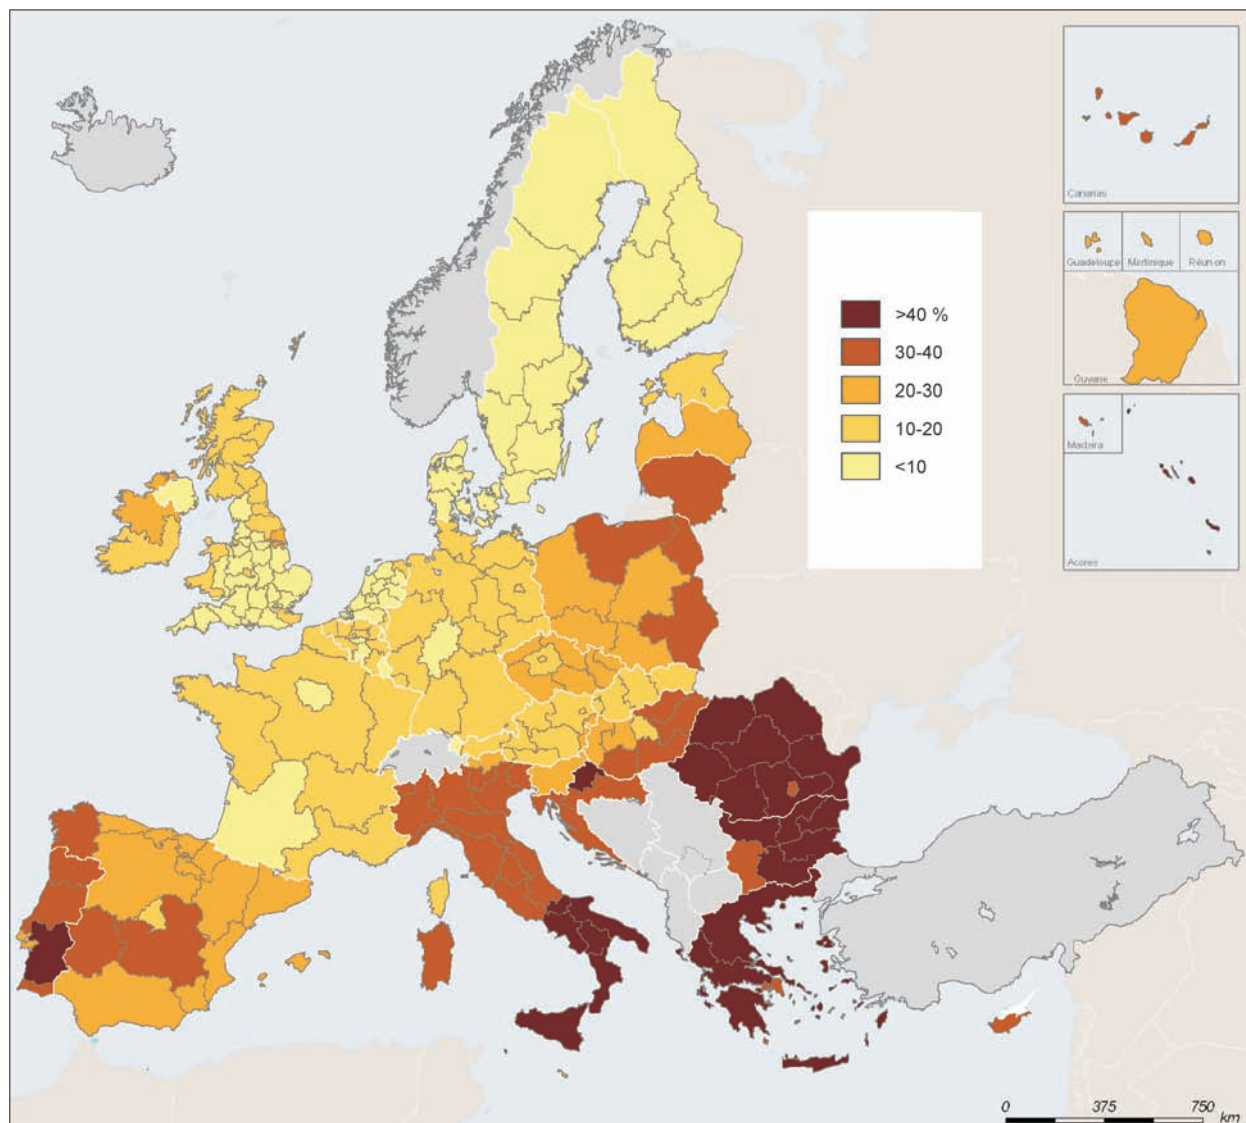 Canarias
Guadeloupe
Martinique
Réunion
Guyane
Madeira
Acores
>40 %
30-40
20-30
10-20
<10
0 375 750
km